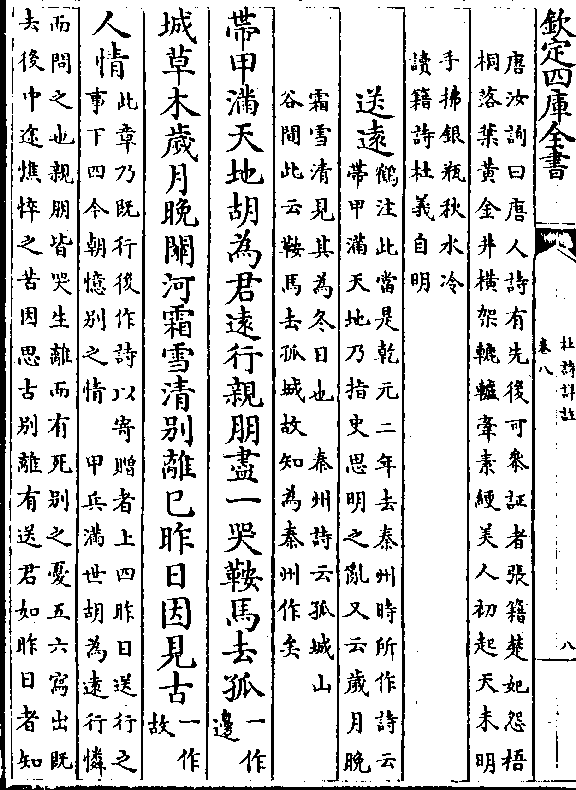 欽定四庫全書
杜詩詳註
卷八
八
唐汝詢曰唐人詩有先後可參証者張籍楚妃怨梧
桐落葉黃金井橫架轆轤牽素綆美人初起天未明
手拂銀瓶秋水冷
讀籍詩杜義自明
送遠
鶴注此當是乾元二年去秦州時所作詩云
帶甲滿天地乃指史思明之亂又云歲月晚
霜雪清見其為冬日也 秦州詩云孤城山
谷間此云鞍馬去孤城故知為秦州作矣
帶甲滿天地胡為君遠行親朋盡一哭鞍馬去孤
一作
邊
城草木歲月晚關河霜雪清別離已昨日因見古
一作
故
人情
此章乃既行後作詩以寄贈者上四昨日送行之
事下四今朝憶別之情 甲兵滿世胡為遠行憐
而問之也親朋皆哭生離而有死別之憂五六寫出既
去後中途憔悴之苦因思古別離有送君如昨日者知